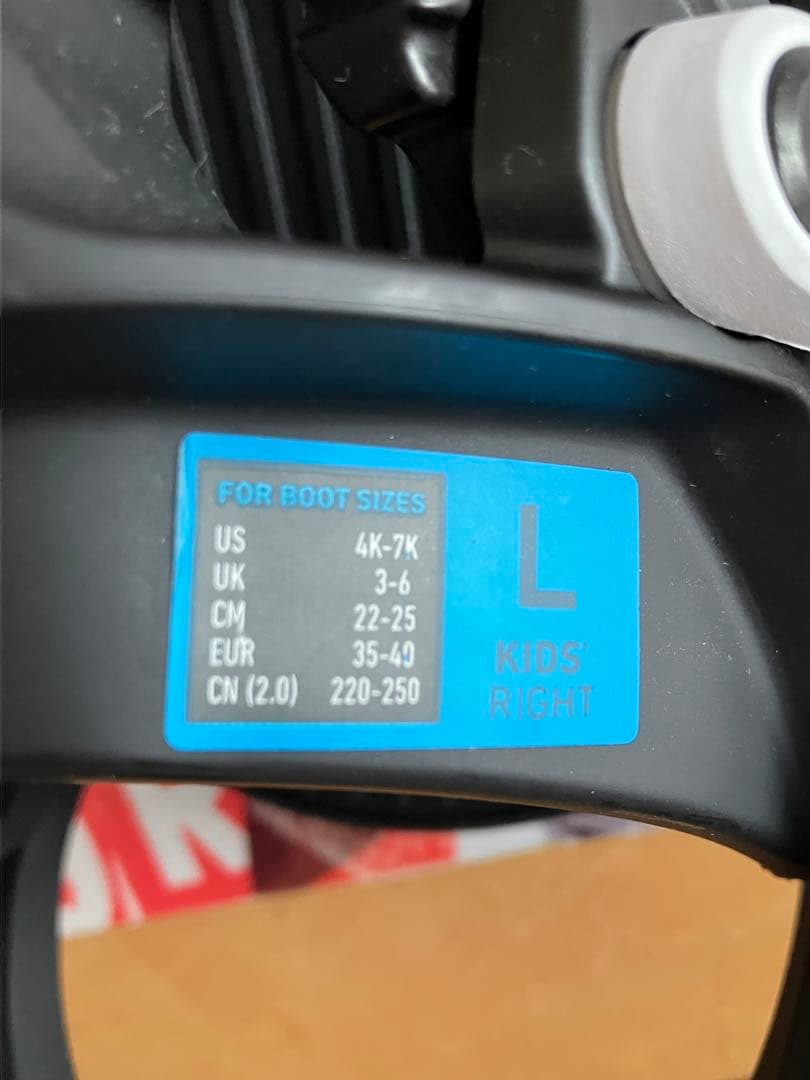 FOR BOOT SIZES
US 4K-7K
UK 3-6
CM 22-25
EUR 35-40
CN (2.0) 220-250
L
KIDS'
RIGHT